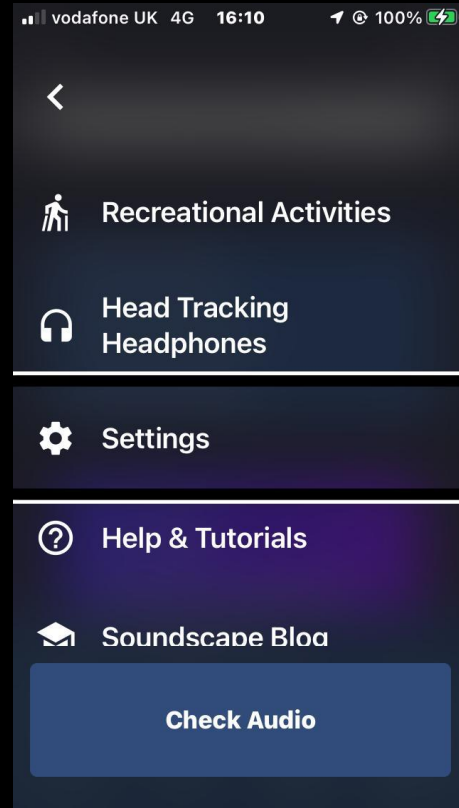 vodafone UK 4G 16:10 100%
Recreational Activities
Head Tracking
Headphones
Settings
Help & Tutorials
Soundscape Blog
Check Audio